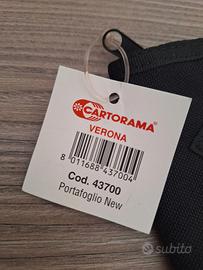 CARTORAMA®
VERONA
8 011688 437004
Cod. 43700
Portafoglio New
subito